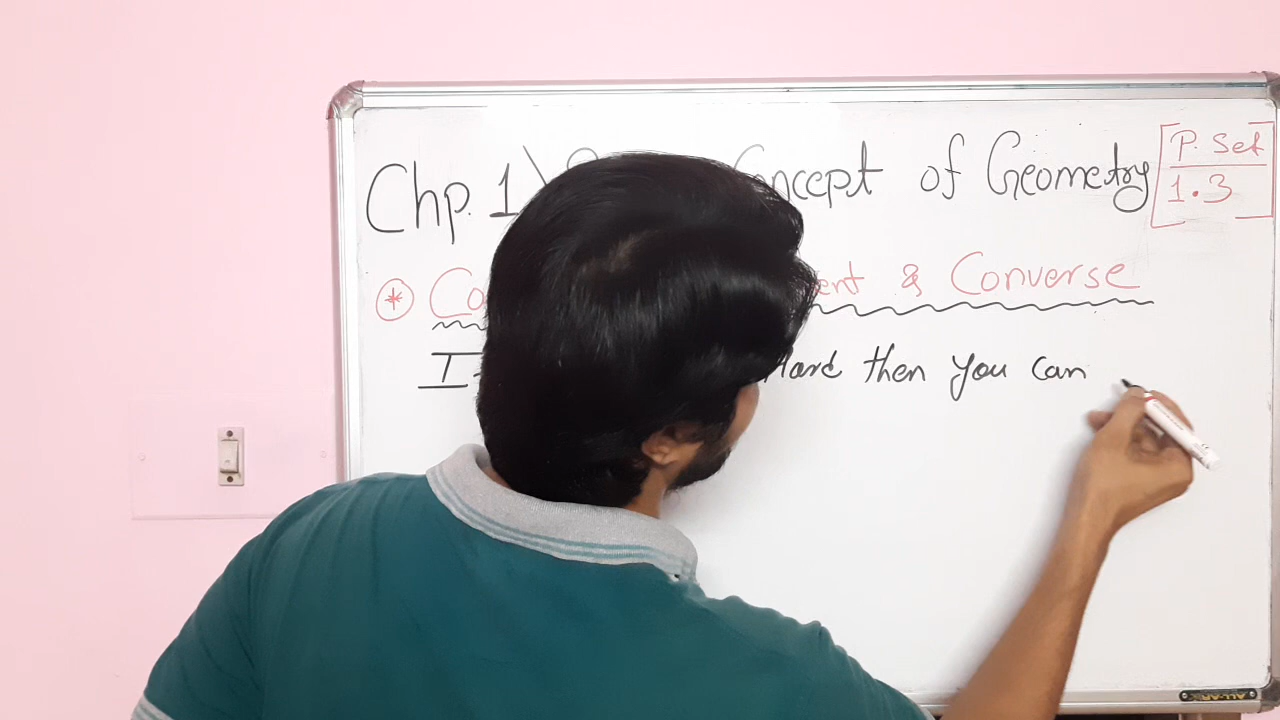 Chp. 1) Concept of Geometry
P. Set
1.3
* Co ent & Converse
I Hard then you can